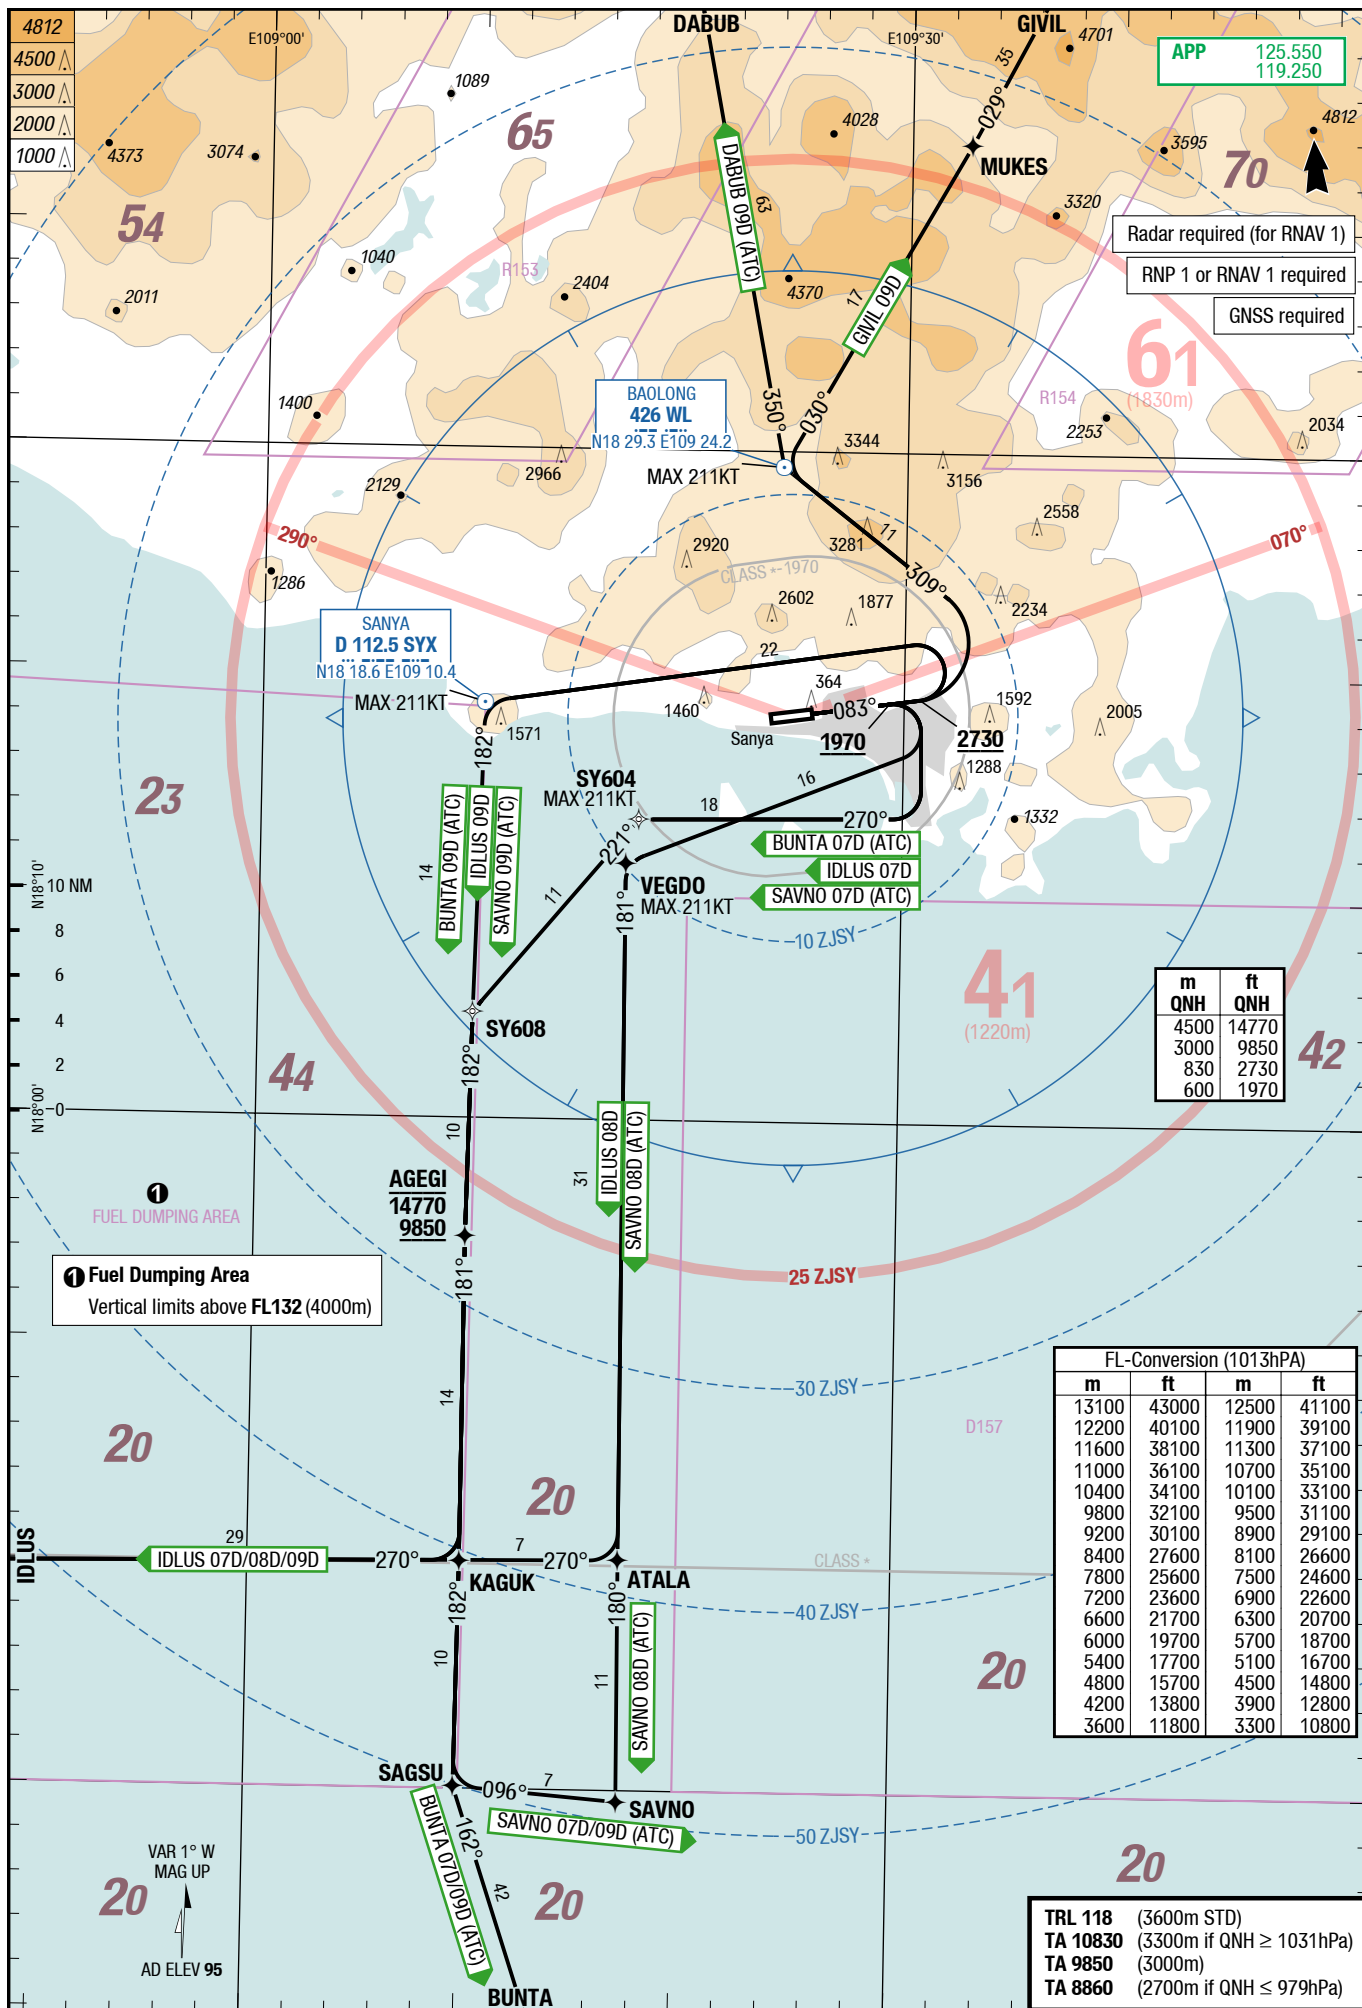 4812
4500
3000
2000
1000
E109°00'
DABUB
E109°30'
GIVIL
4701
35
029°
APP 125.550
119.250
1089
4373
3074
65
4028
MUKES
3595
4812
70
54
3320
DABUB 09D (ATC)
63
Radar required (for RNAV 1)
RNP 1 or RNAV 1 required
GNSS required
1040
R153
2011
2404
4370
17
GIVIL 09D
61
(1830m)
1400
BAOLONG
426 WL
N18 29.3 E109 24.2
350°
030°
R154
2253
2034
2966
MAX 211KT
3344
3156
2129
290°
2920
3281
11
2558
070°
1286
CLASS *-1970
309°
2602
1877
2234
SANYA
D 112.5 SYX
N18 18.6 E109 10.4
MAX 211KT
22
1460
364
083°
1592
2005
1571
182°
Sanya
1970
2730
1288
SY604
MAX 211KT
16
18
270°
1332
23
BUNTA 09D (ATC)
IDLUS 09D
SAVNO 09D (ATC)
14
221°
BUNTA 07D (ATC)
IDLUS 07D
SAVNO 07D (ATC)
VEGDO
MAX 211KT
11
181°
10 ZJSY
N18°10'
10 NM
8
6
4
2
0
N18°00'
41
(1220m)
m ft
QNH QNH
4500 14770
3000 9850
830 2730
600 1970
42
SY608
182°
44
10
IDLUS 08D
SAVNO 08D (ATC)
31
AGEGI
14770
9850
1
FUEL DUMPING AREA
1 Fuel Dumping Area
Vertical limits above FL132 (4000m)
181°
25 ZJSY
14
30 ZJSY
D157
FL-Conversion (1013hPA)
m ft m ft
13100 43000 12500 41100
12200 40100 11900 39100
11600 38100 11300 37100
11000 36100 10700 35100
10400 34100 10100 33100
9800 32100 9500 31100
9200 30100 8900 29100
8400 27600 8100 26600
7800 25600 7500 24600
7200 23600 6900 22600
6600 21700 6300 20700
6000 19700 5700 18700
5400 17700 5100 16700
4800 15700 4500 14800
4200 13800 3900 12800
3600 11800 3300 10800
20
20
IDLUS
29
IDLUS 07D/08D/09D
270°
7
270°
CLASS *
KAGUK
ATALA
182°
180°
40 ZJSY
10
11
SAVNO 08D (ATC)
20
SAGSU
096°
7
SAVNO
SAVNO 07D/09D (ATC)
50 ZJSY
BUNTA 07D/09D (ATC)
162°
42
VAR 1° W
MAG UP
20
20
20
AD ELEV 95
BUNTA
TRL 118 (3600m STD)
TA 10830 (3300m if QNH ≥ 1031hPa)
TA 9850 (3000m)
TA 8860 (2700m if QNH ≤ 979hPa)